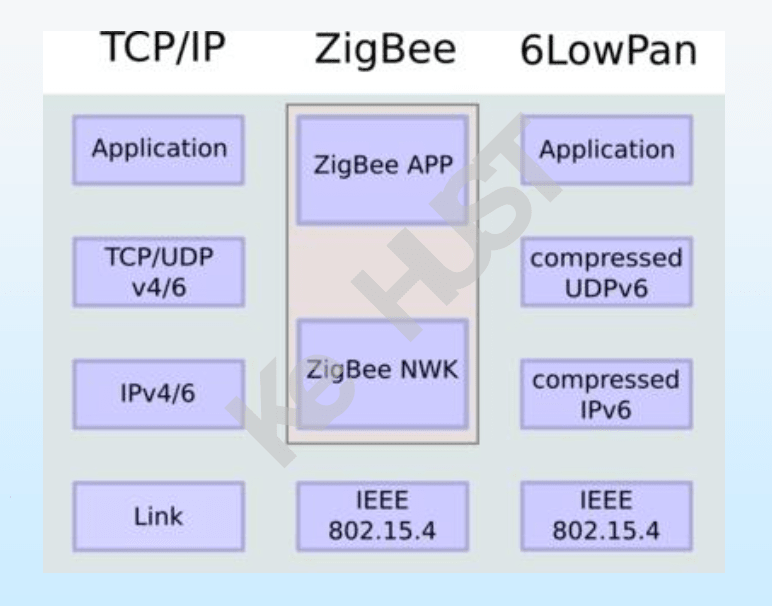 TCP/IP
ZigBee
6LowPan
Application
ZigBee APP
Application
TCP/UDP
v4/6
compressed
UDPv6
IPv4/6
ZigBee NWK
compressed
IPv6
Link
IEEE
802.15.4
IEEE
802.15.4
Ke HUST